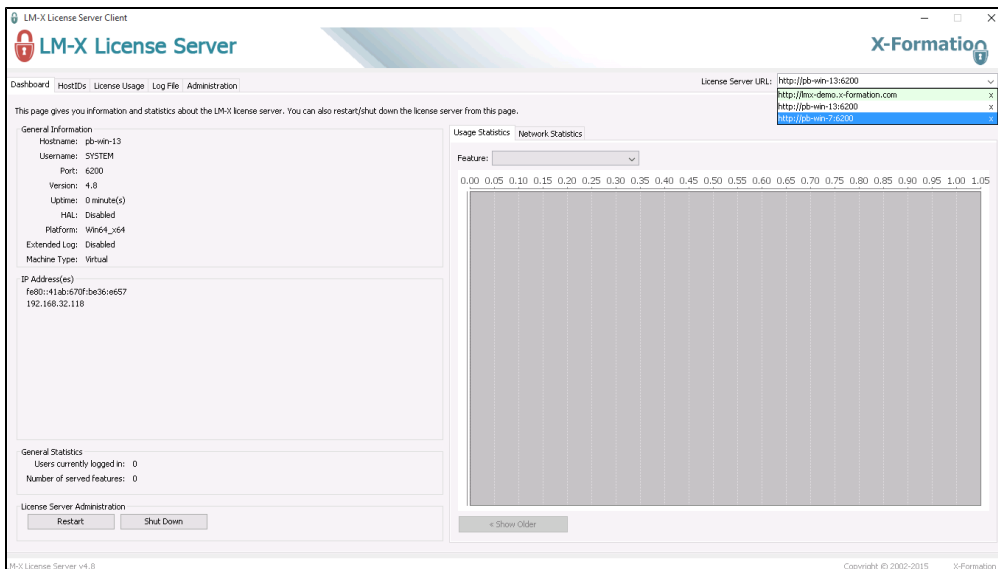 LM-X License Server Client
LM-X License Server
X-Formation
Dashboard HostIDs License Usage Log File Administration
License Server URL: http://pb-win-13:6200
http://lmx-demo.x-formation.com x
http://pb-win-13:6200 x
http://pb-win-7:6200 x
This page gives you information and statistics about the LM-X license server. You can also restart/shut down the license server from this page.
General Information
Hostname: pb-win-13
Username: SYSTEM
Port: 6200
Version: 4.8
Uptime: 0 minute(s)
HAL: Disabled
Platform: Win64_x64
Extended Log: Disabled
Machine Type: Virtual
IP Address(es)
fe80::41ab:670f:be36:e657
192.168.32.118
General Statistics
Users currently logged in: 0
Number of served features: 0
License Server Administration
Restart Shut Down
Usage Statistics Network Statistics
Feature:
0.00 0.05 0.10 0.15 0.20 0.25 0.30 0.35 0.40 0.45 0.50 0.55 0.60 0.65 0.70 0.75 0.80 0.85 0.90 0.95 1.00 1.05
« Show Older
M-X License Server v4.8
Copyright © 2002-2015 X-Formation